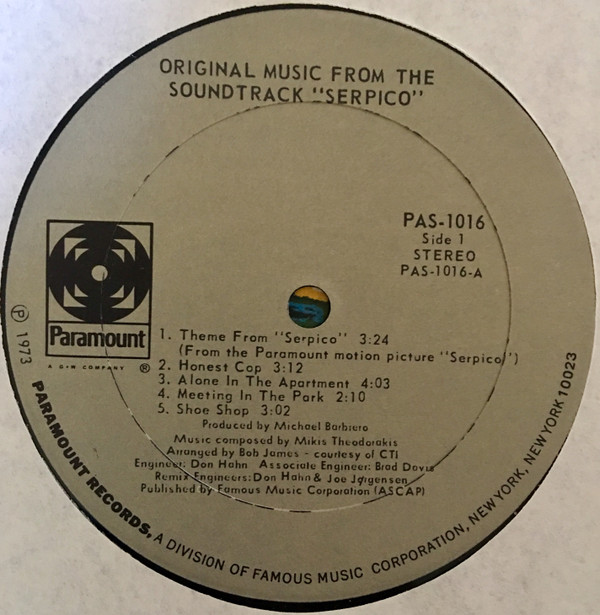 ORIGINAL MUSIC FROM THE
SOUNDTRACK "SERPICO"
PAS-1016
Side 1
STEREO
PAS-1016-A
Paramount
A G+W COMPANY ®
℗ 1973
1. Theme From "Serpico" 3:24
(From the Paramount motion picture "Serpico")
2. Honest Cop 3:12
3. Alone In The Apartment 4:03
4. Meeting In The Park 2:10
5. Shoe Shop 3:02
Produced by Michael Barbiero
Music composed by Mikis Theodorakis
Arranged by Bob James - courtesy of CTI
Engineer: Don Hahn Associate Engineer: Brad Davis
Remix Engineers: Don Hahn & Joe Jørgensen
Published by Famous Music Corporation (ASCAP)
PARAMOUNT RECORDS, A DIVISION OF FAMOUS MUSIC CORPORATION, NEW YORK, NEW YORK 10023